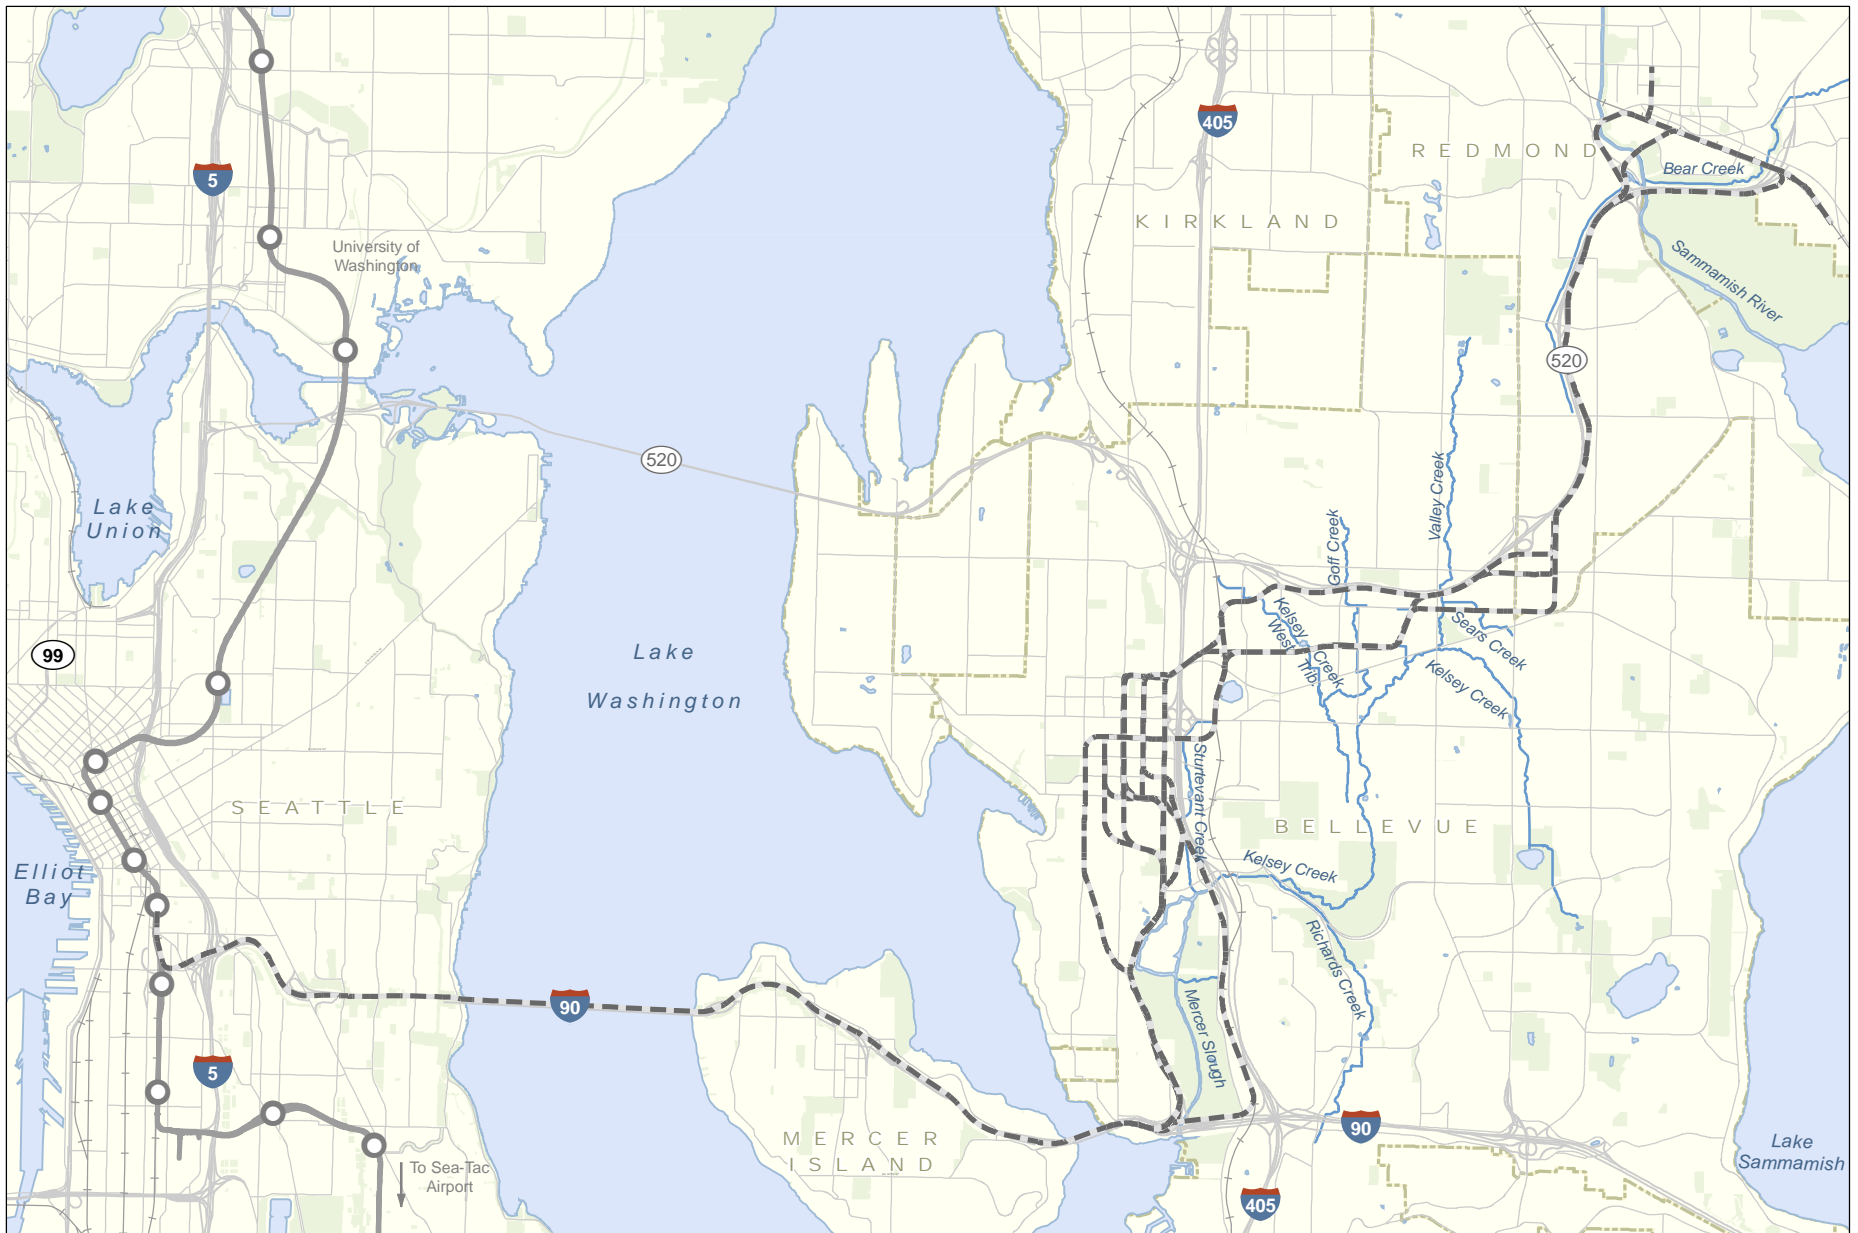 405
REDMOND
Bear Creek
5
KIRKLAND
University of
Washington
Sammamish River
520
520
Valley Creek
Goff Creek
Lake
Union
Kelsey Creek
West Trib.
Sears Creek
Kelsey Creek
99
Lake
Washington
Sturtevant Creek
SEATTLE
BELLEVUE
Elliot
Bay
Kelsey Creek
Richards Creek
90
Mercer Slough
5
90
MERCER
ISLAND
Lake
Sammamish
To Sea-Tac
Airport
405